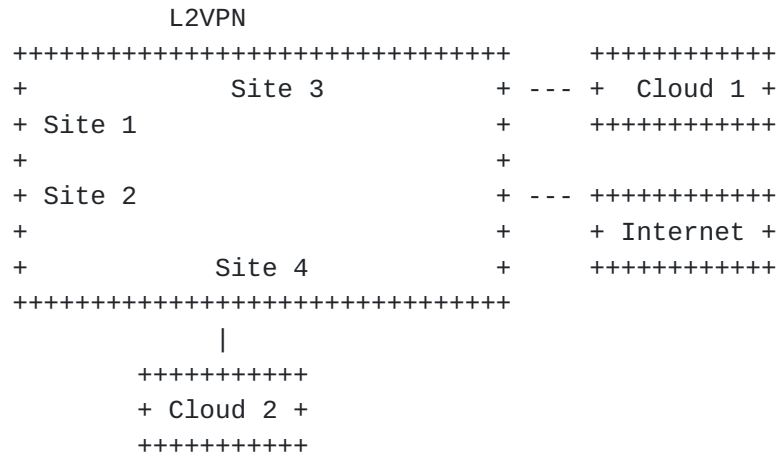 L2VPN
++++++++++++++++++++++++++++++++     ++++++++++++
+             Site 3           + --- +  Cloud 1 +
+ Site 1                       +     ++++++++++++
+                              +
+ Site 2                       + --- ++++++++++++
+                              +     + Internet +
+            Site 4            +     ++++++++++++
++++++++++++++++++++++++++++++++
             |
        +++++++++++
        + Cloud 2 +
        +++++++++++